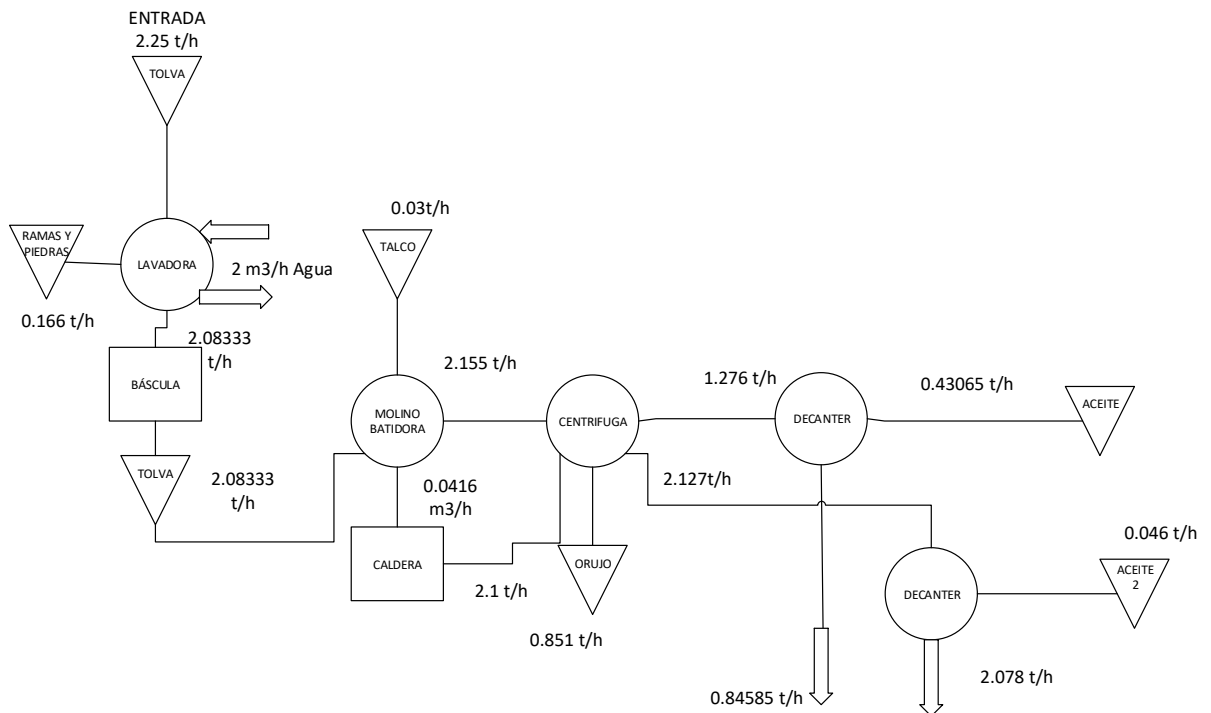 ENTRADA
2.25 t/h
TOLVA
RAMAS Y
PIEDRAS
LAVADORA
2 m3/h Agua
0.166 t/h
2.08333
t/h
BÁSCULA
TOLVA
2.08333
t/h
0.03t/h
TALCO
2.155 t/h
MOLINO
BATIDORA
0.0416
m3/h
CALDERA
2.1 t/h
CENTRIFUGA
ORUJO
0.851 t/h
1.276 t/h
DECANTER
0.43065 t/h
ACEITE
2.127t/h
0.84585 t/h
DECANTER
0.046 t/h
ACEITE
2
2.078 t/h